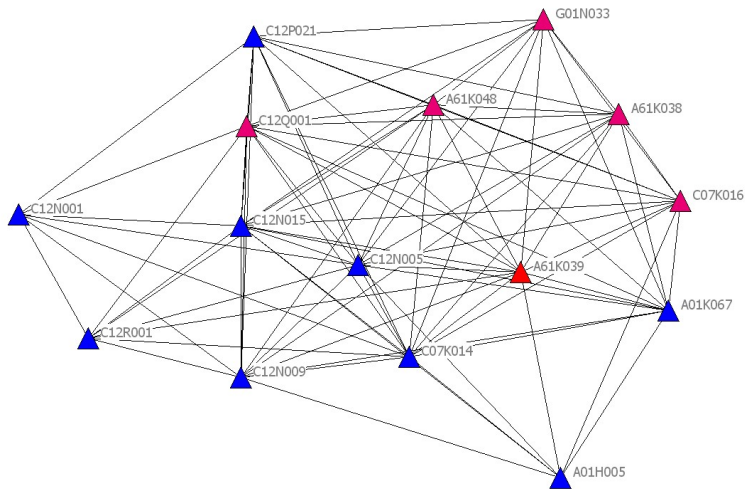 G01N033
C12P021
A61K048
A61K038
C12Q001
C07K016
C12N001
C12N015
C12N005
A61K039
A01K067
C12R001
C07K014
C12N009
A01H005